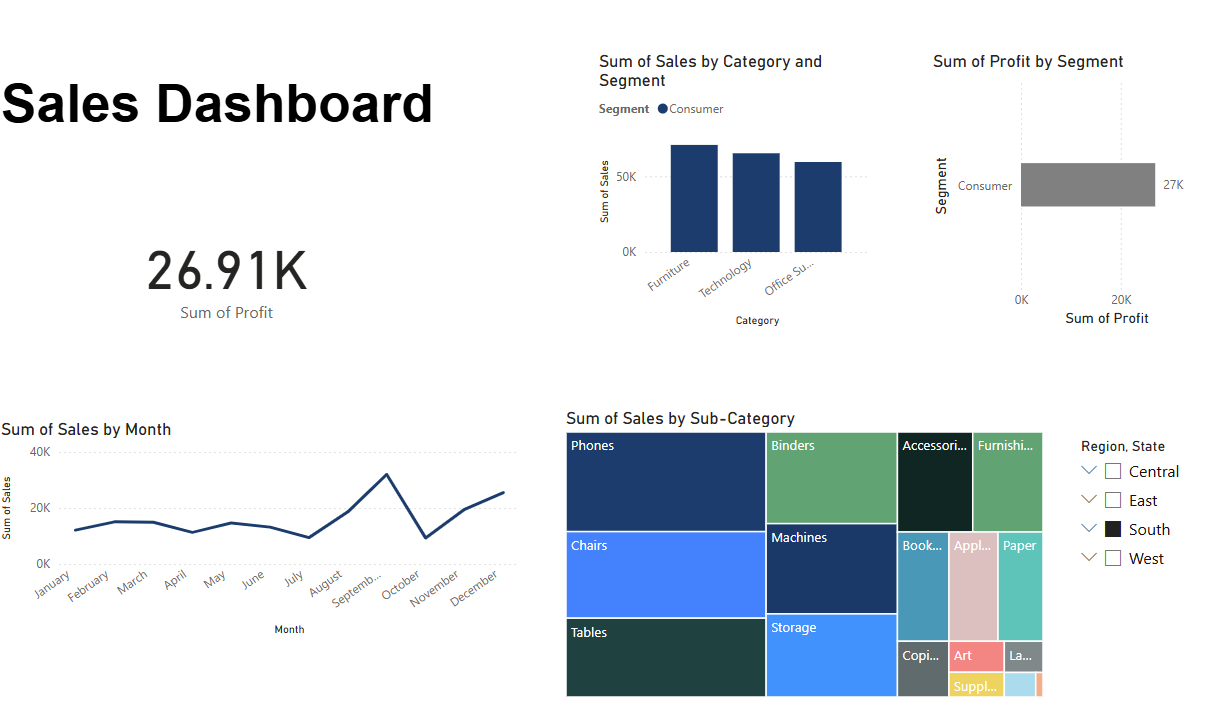 Sales Dashboard
26.91K
Sum of Profit
Sum of Sales by Category and
Segment
Segment Consumer
Sum of Sales
50K
0K
Furniture
Technology
Office Su...
Category
Sum of Profit by Segment
Segment
Consumer
27K
0K
20K
Sum of Profit
Sum of Sales by Month
Sum of Sales
40K
20K
0K
January
February
March
April
May
June
July
August
Septemb...
October
November
December
Month
Sum of Sales by Sub-Category
Phones
Binders
Accessori...
Furnishi...
Chairs
Machines
Book...
Appl...
Paper
Tables
Storage
Copi...
Art
La...
Suppl...
Region, State
Central
East
South
West